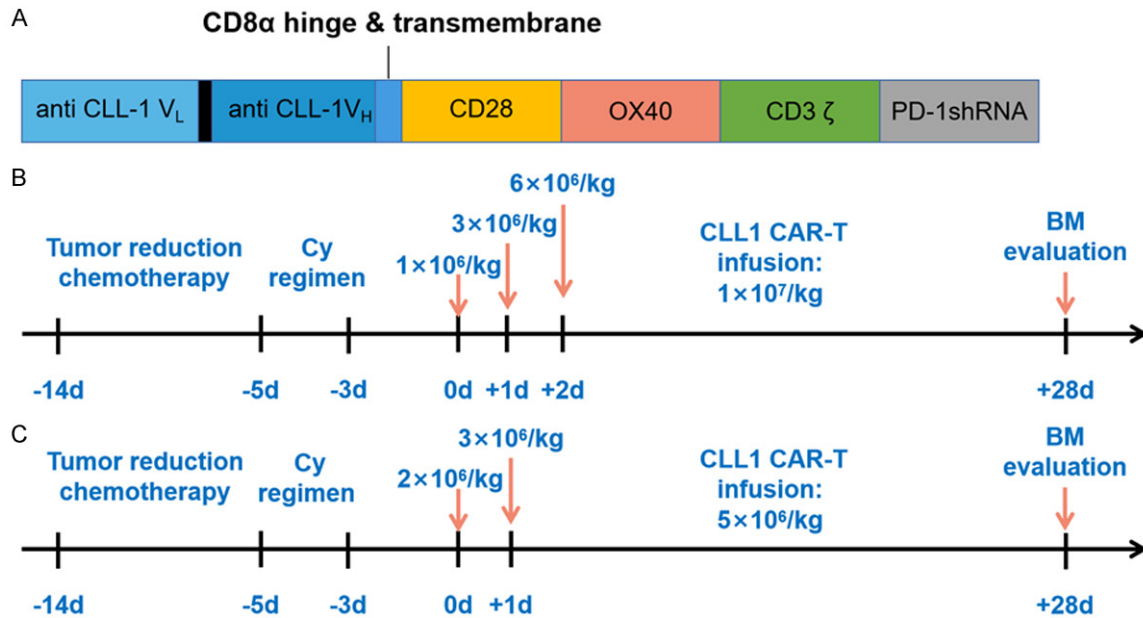 A
CD8α hinge & transmembrane
anti CLL-1 VL
anti CLL-1VH
CD28
OX40
CD3 ζ
PD-1shRNA
B
6×10⁶/kg
3×10⁶/kg
1×10⁶/kg
Tumor reduction
chemotherapy
Cy
regimen
CLL1 CAR-T
infusion:
1×10⁷/kg
BM
evaluation
-14d
-5d
-3d
0d
+1d
+2d
+28d
C
3×10⁶/kg
2×10⁶/kg
Tumor reduction
chemotherapy
Cy
regimen
CLL1 CAR-T
infusion:
5×10⁶/kg
BM
evaluation
-14d
-5d
-3d
0d
+1d
+28d